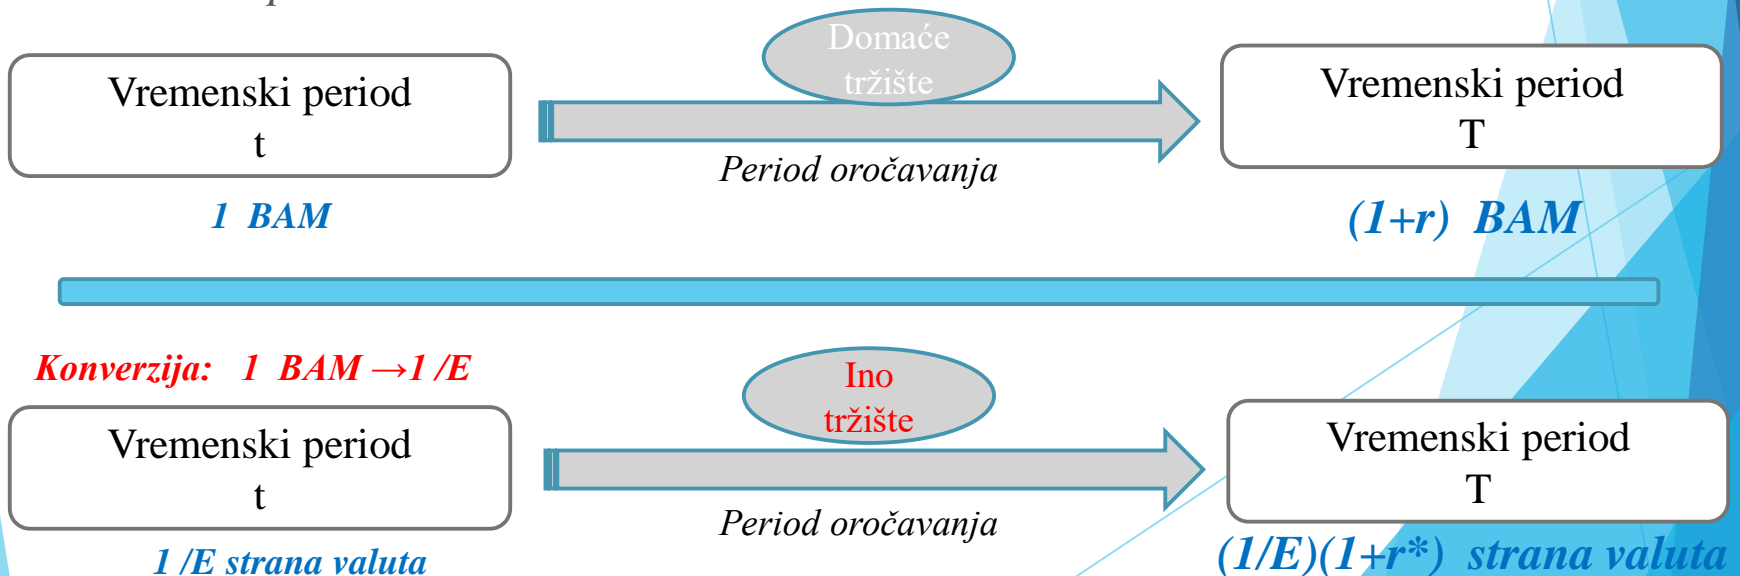 Domaće
tržište
Vremenski period
t
Vremenski period
T
Period oročavanja
1 BAM
(1+r) BAM
Konverzija: 1 BAM →1 /E
Ino
tržište
Vremenski period
t
Vremenski period
T
Period oročavanja
1 /E strana valuta
(1/E)(1+r*) strana valuta